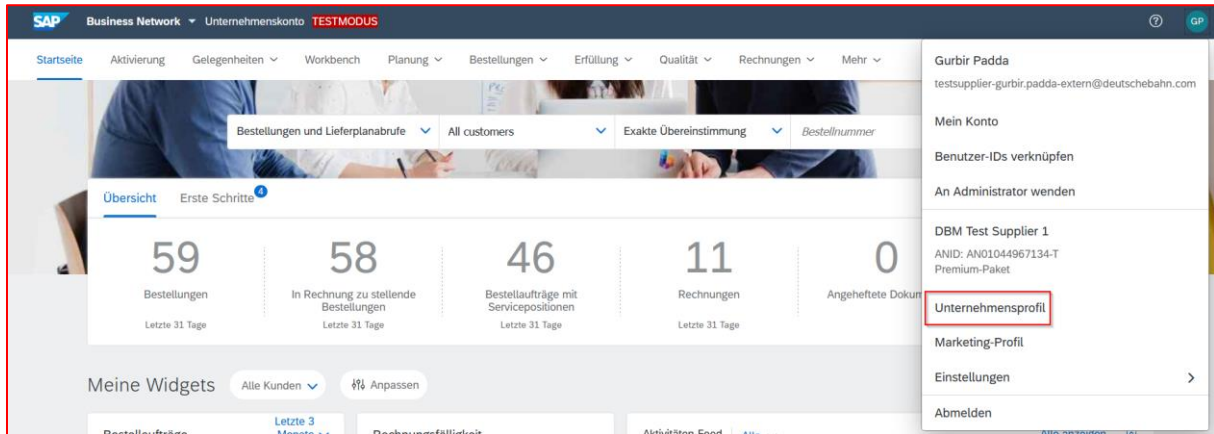 SAP Business Network Unternehmenskonto TESTMODUS GP
Startseite Aktivierung Gelegenheiten Workbench Planung Bestellungen Erfüllung Qualität Rechnungen Mehr
Gurbir Padda
testsupplier-gurbir.padda-extern@deutschebahn.com
Mein Konto
Benutzer-IDs verknüpfen
An Administrator wenden
DBM Test Supplier 1
ANID: AN01044967134-T
Premium-Paket
Unternehmensprofil
Marketing-Profil
Einstellungen
Abmelden
Bestellungen und Lieferplanabrufe All customers Exakte Übereinstimmung Bestellnummer
Übersicht Erste Schritte 4
59 58 46 11 0
Bestellungen In Rechnung zu stellende Bestellaufträge mit Rechnungen Angeheftete
Bestellungen Servicepositionen
Letzte 31 Tage Letzte 31 Tage Letzte 31 Tage Letzte 31 Tage
Meine Widgets Alle Kunden Anpassen
Letzte 3